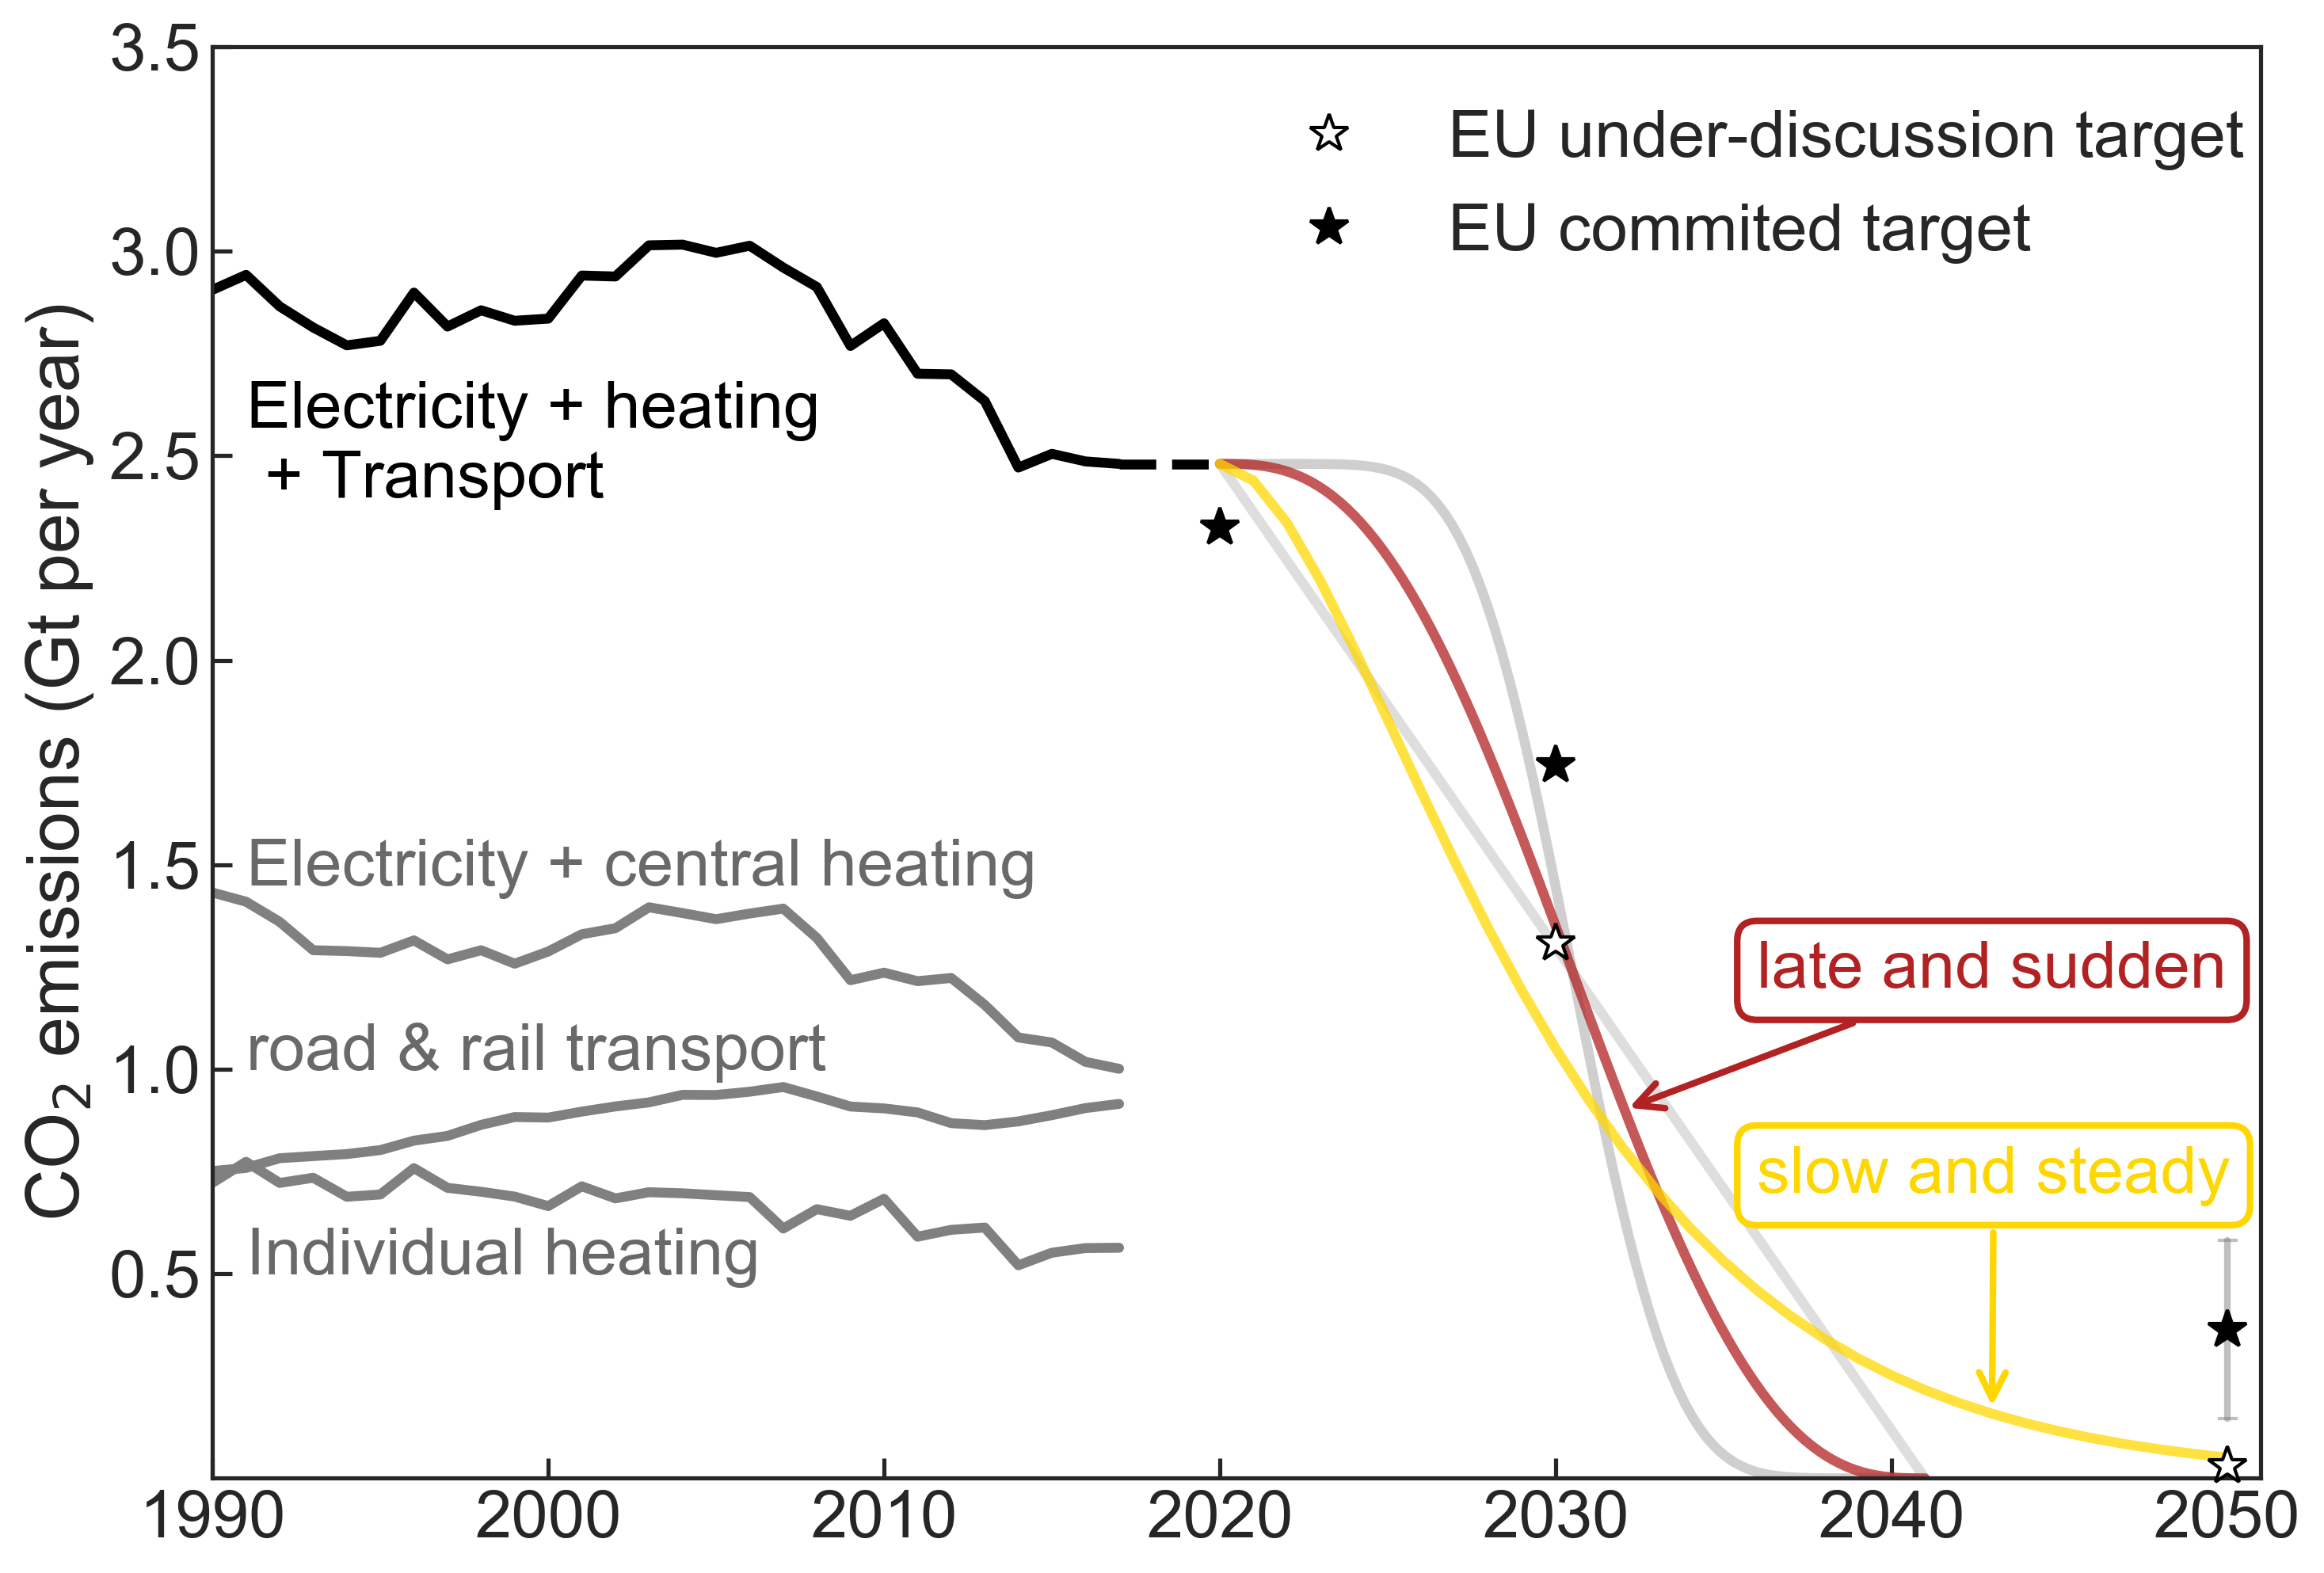 CO2 emissions (Gt per year)
3.5
3.0
2.5
2.0
1.5
1.0
0.5
EU under-discussion target
EU commited target
Electricity + heating
+ Transport
Electricity + central heating
road & rail transport
Individual heating
late and sudden
slow and steady
1990 2000 2010 2020 2030 2040 2050